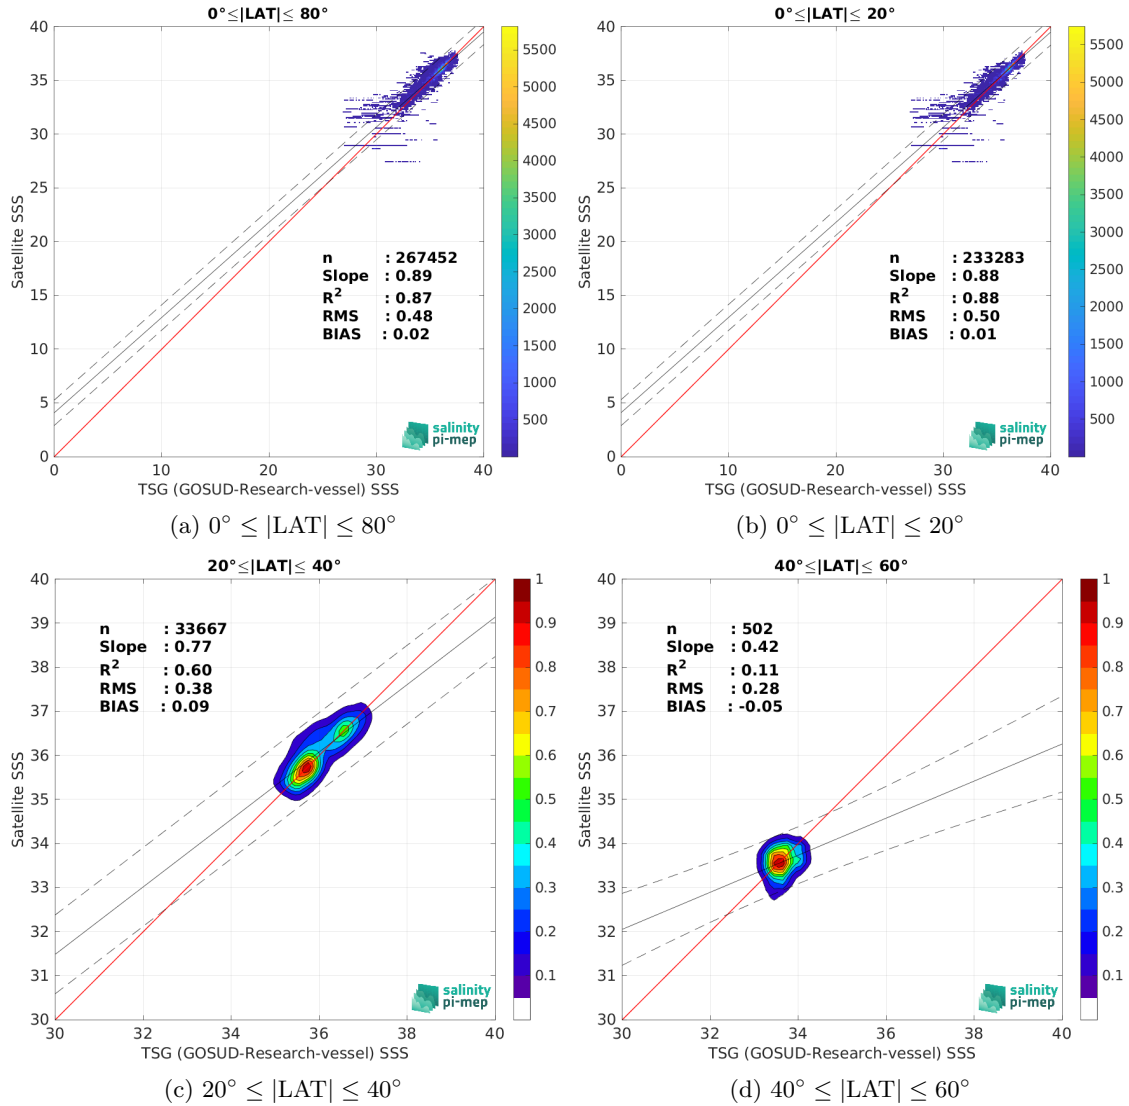 0°≤|LAT|≤ 80°
40
35
30
25
20
15
10
5
0
Satellite SSS
n : 267452
Slope : 0.89
R² : 0.87
RMS : 0.48
BIAS : 0.02
salinity
pi-mep
0 10 20 30 40
TSG (GOSUD-Research-vessel) SSS
5500
5000
4500
4000
3500
3000
2500
2000
1500
1000
500
(a) 0° ≤ |LAT| ≤ 80°
0°≤|LAT|≤ 20°
40
35
30
25
20
15
10
5
0
Satellite SSS
n : 233283
Slope : 0.88
R² : 0.88
RMS : 0.50
BIAS : 0.01
salinity
pi-mep
0 10 20 30 40
TSG (GOSUD-Research-vessel) SSS
5500
5000
4500
4000
3500
3000
2500
2000
1500
1000
500
(b) 0° ≤ |LAT| ≤ 20°
20°≤|LAT|≤ 40°
40
39
38
37
36
35
34
33
32
31
30
Satellite SSS
n : 33667
Slope : 0.77
R² : 0.60
RMS : 0.38
BIAS : 0.09
salinity
pi-mep
30 32 34 36 38 40
TSG (GOSUD-Research-vessel) SSS
1
0.9
0.8
0.7
0.6
0.5
0.4
0.3
0.2
0.1
(c) 20° ≤ |LAT| ≤ 40°
40°≤|LAT|≤ 60°
40
39
38
37
36
35
34
33
32
31
30
Satellite SSS
n : 502
Slope : 0.42
R² : 0.11
RMS : 0.28
BIAS : -0.05
salinity
pi-mep
30 32 34 36 38 40
TSG (GOSUD-Research-vessel) SSS
1
0.9
0.8
0.7
0.6
0.5
0.4
0.3
0.2
0.1
(d) 40° ≤ |LAT| ≤ 60°